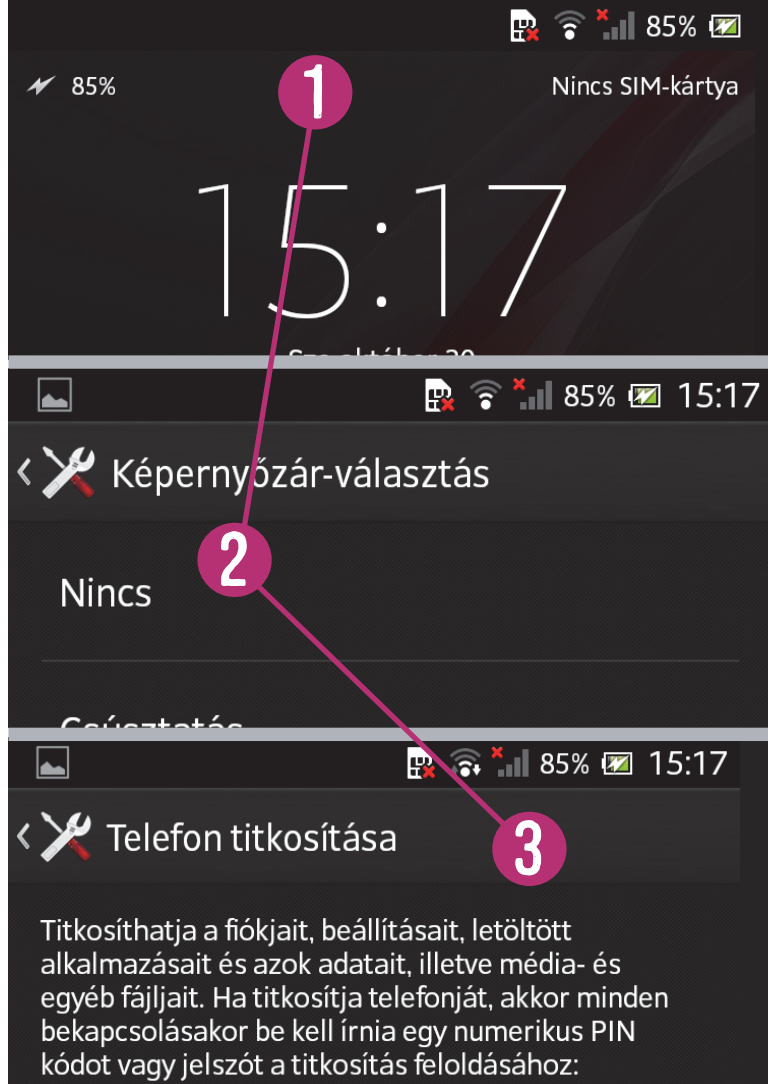 85%
85%
Nincs SIM-kártya
1
15:17
85% 15:17
Képernyőzár-választás
2
Nincs
Csúsztatás
85% 15:17
Telefon titkosítása
3
Titkosíthatja a fiókjait, beállításait, letöltött
alkalmazásait és azok adatait, illetve média- és
egyéb fájljait. Ha titkosítja telefonját, akkor minden
bekapcsolásakor be kell írnia egy numerikus PIN
kódot vagy jelszót a titkosítás feloldásához: